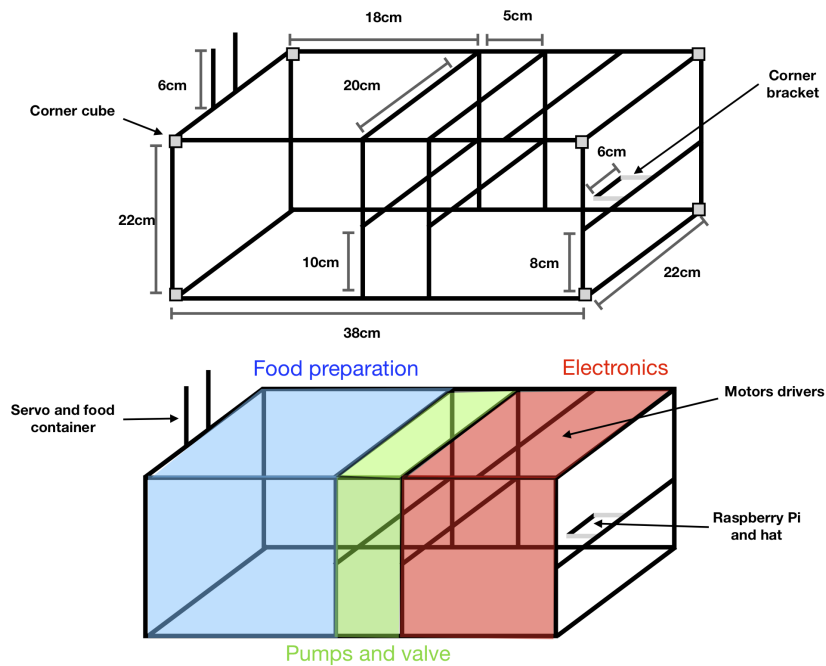 18cm
5cm
6cm
20cm
Corner
bracket
Corner cube
6cm
22cm
10cm
8cm
22cm
38cm
Food preparation
Electronics
Motors drivers
Servo and food
container
Raspberry Pi
and hat
Pumps and valve